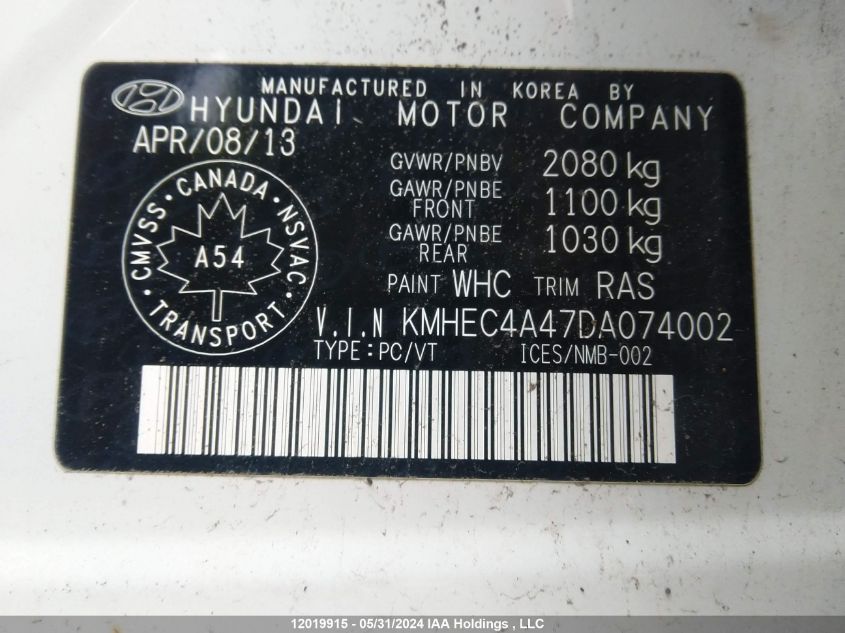 MANUFACTURED IN KOREA BY
HYUNDAI MOTOR COMPANY
APR/08/13
GVWR/PNBV 2080 kg
GAWR/PNBE FRONT 1100 kg
GAWR/PNBE REAR 1030 kg
CMVSS · CANADA · NSVAC
A54
· TRANSPORT ·
PAINT WHC TRIM RAS
V.I.N KMHEC4A47DA074002
TYPE:PC/VT ICES/NMB-002
12019915 - 05/31/2024 IAA Holdings , LLC